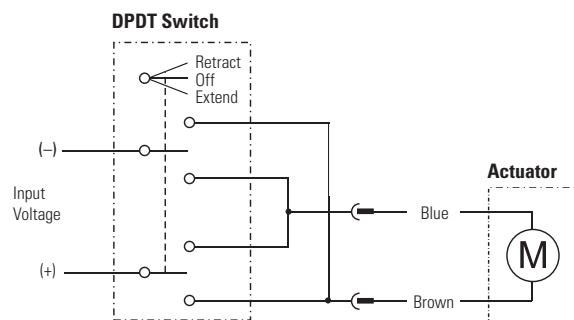 DPDT Switch
Retract
Off
Extend
(–)
Input
Voltage
(+)
Actuator
Blue
M
Brown